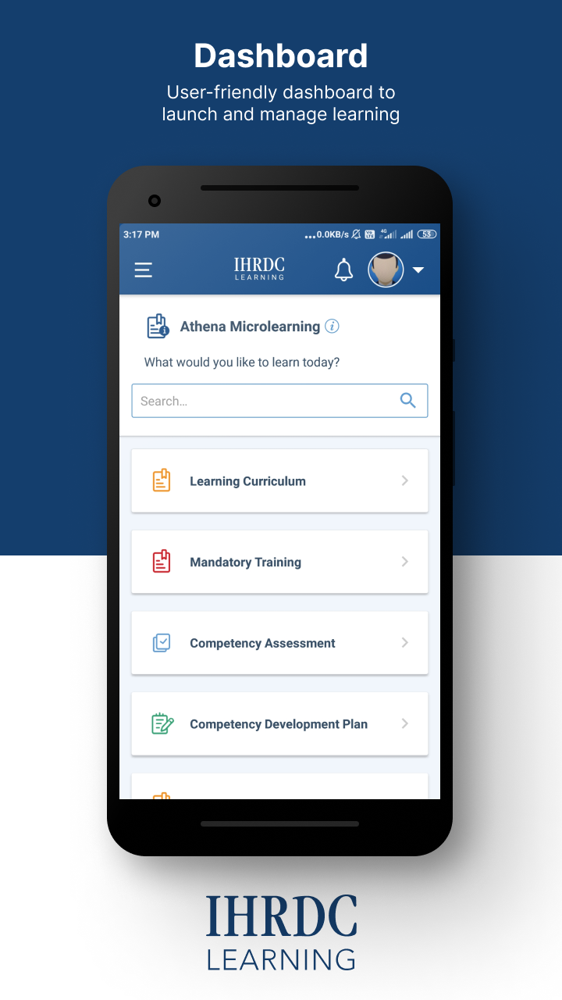 Dashboard
User-friendly dashboard to
launch and manage learning
3:17 PM ...0.0KB/s 4G 53
IHRDC
LEARNING
Athena Microlearning i
What would you like to learn today?
Search...
Learning Curriculum
Mandatory Training
Competency Assessment
Competency Development Plan
IHRDC
LEARNING